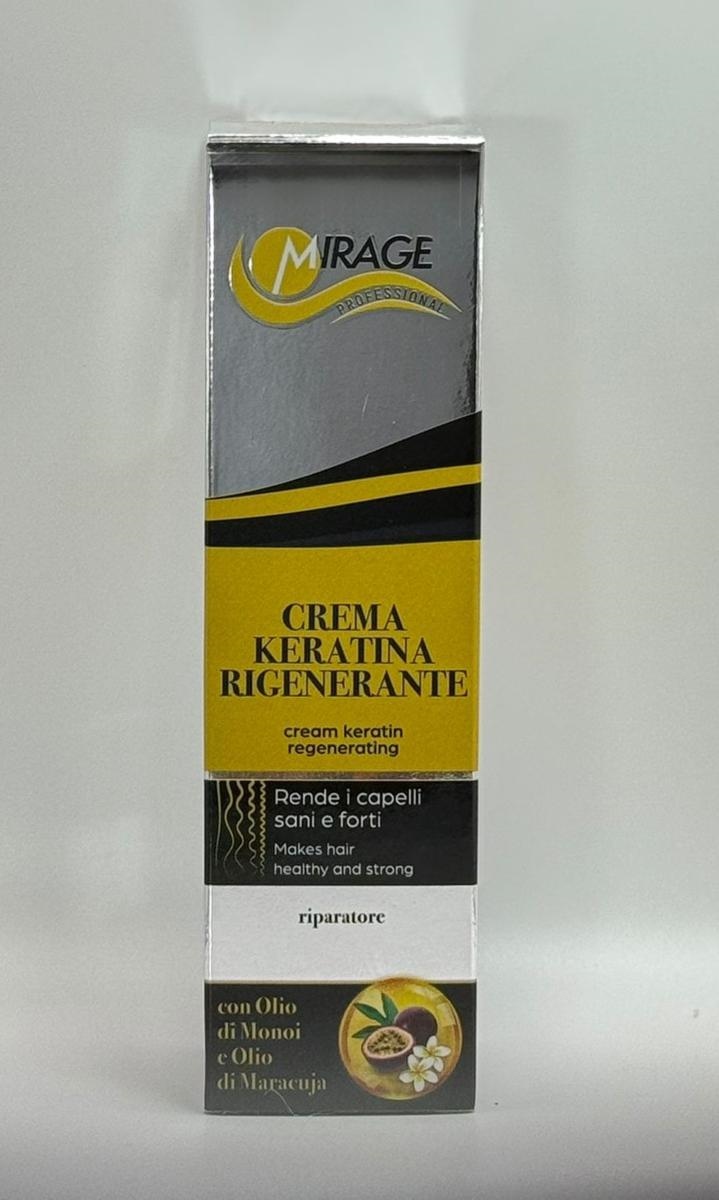 MIRAGE
PROFESSIONAL
CREMA
KERATINA
RIGENERANTE
cream keratin
regenerating
Rende i capelli
sani e forti
Makes hair
healthy and strong
riparatore
con Olio
di Monoi
e Olio
di Maracuja